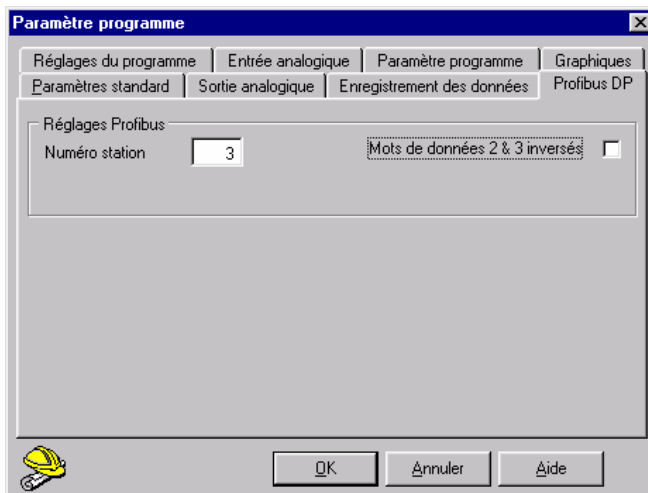 Paramètre programme
Réglages du programme Entrée analogique Paramètre programme Graphiques
Paramètres standard Sortie analogique Enregistrement des données Profibus DP
Réglages Profibus
Numéro station 3 Mots de données 2 & 3 inversés
OK Annuler Aide